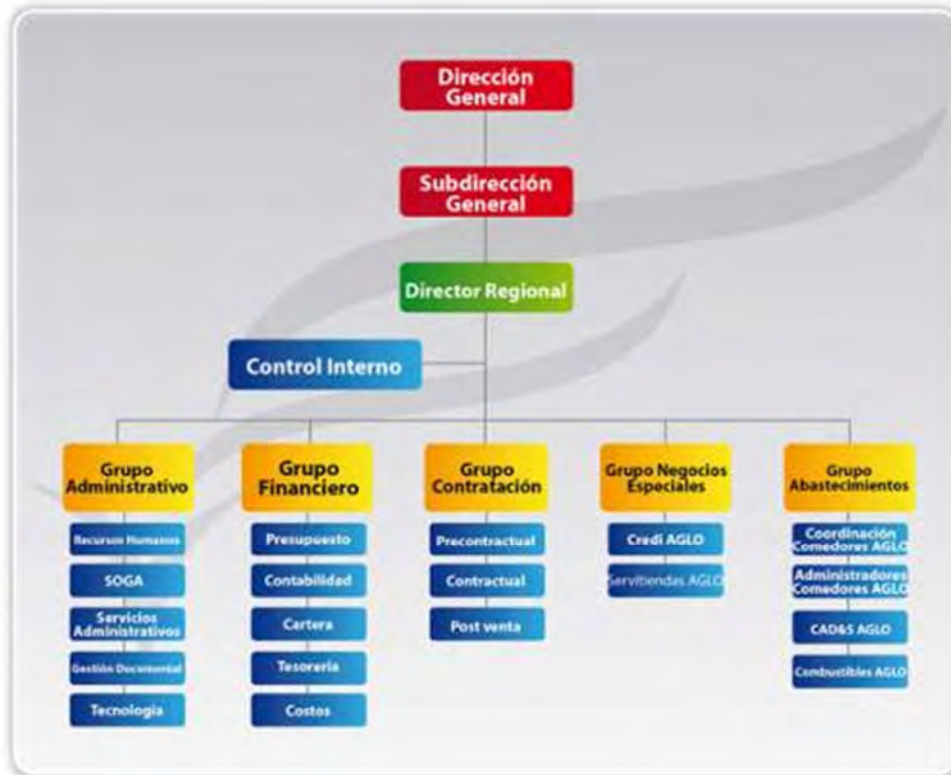 Dirección
General
Subdirección
General
Director Regional
Control Interno
Grupo
Administrativo
Recursos Humanos
SOGA
Servicios
Administrativos
Gestión Documental
Tecnología
Grupo
Financiero
Presupuesto
Contabilidad
Cartera
Tesorería
Costos
Grupo
Contratación
Precontractual
Contractual
Post venta
Grupo Negocios
Especiales
Credi AGLO
Servitiendas AGLO
Grupo
Abastecimientos
Coordinación
Comedores AGLO
Administradores
Comedores AGLO
CAD&S AGLO
Combustibles AGLO